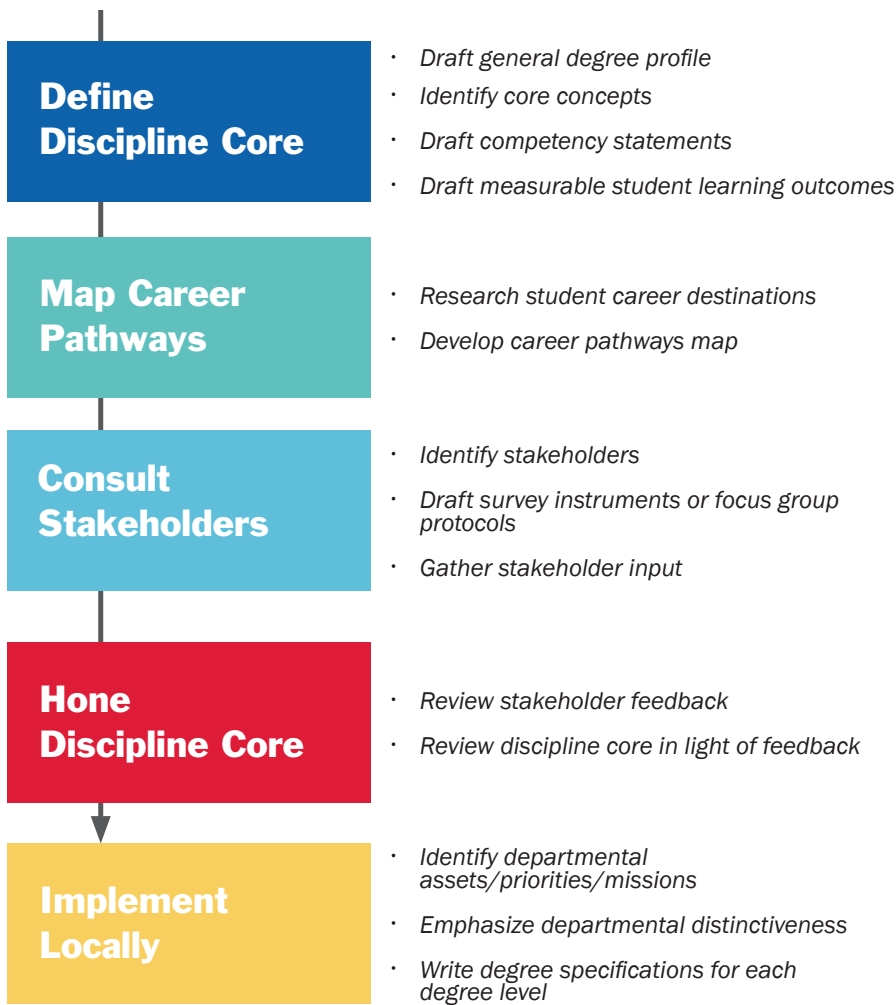 Define
Discipline Core
· Draft general degree profile
· Identify core concepts
· Draft competency statements
· Draft measurable student learning outcomes
Map Career
Pathways
· Research student career destinations
· Develop career pathways map
Consult
Stakeholders
· Identify stakeholders
· Draft survey instruments or focus group
protocols
· Gather stakeholder input
Hone
Discipline Core
· Review stakeholder feedback
· Review discipline core in light of feedback
Implement
Locally
· Identify departmental
assets/priorities/missions
· Emphasize departmental distinctiveness
· Write degree specifications for each
degree level